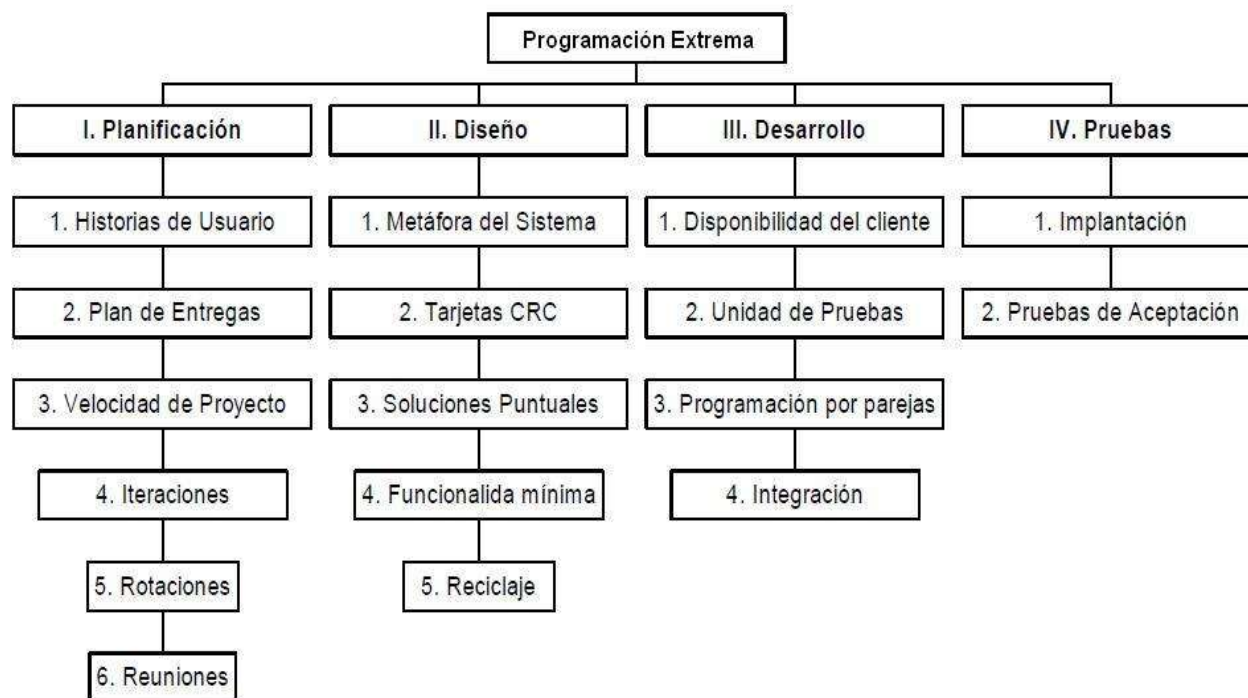 Programación Extrema
I. Planificación
1. Historias de Usuario
2. Plan de Entregas
3. Velocidad de Proyecto
4. Iteraciones
5. Rotaciones
6. Reuniones
II. Diseño
1. Metáfora del Sistema
2. Tarjetas CRC
3. Soluciones Puntuales
4. Funcionalida mínima
5. Reciclaje
III. Desarrollo
1. Disponibilidad del cliente
2. Unidad de Pruebas
3. Programación por parejas
4. Integración
IV. Pruebas
1. Implantación
2. Pruebas de Aceptación